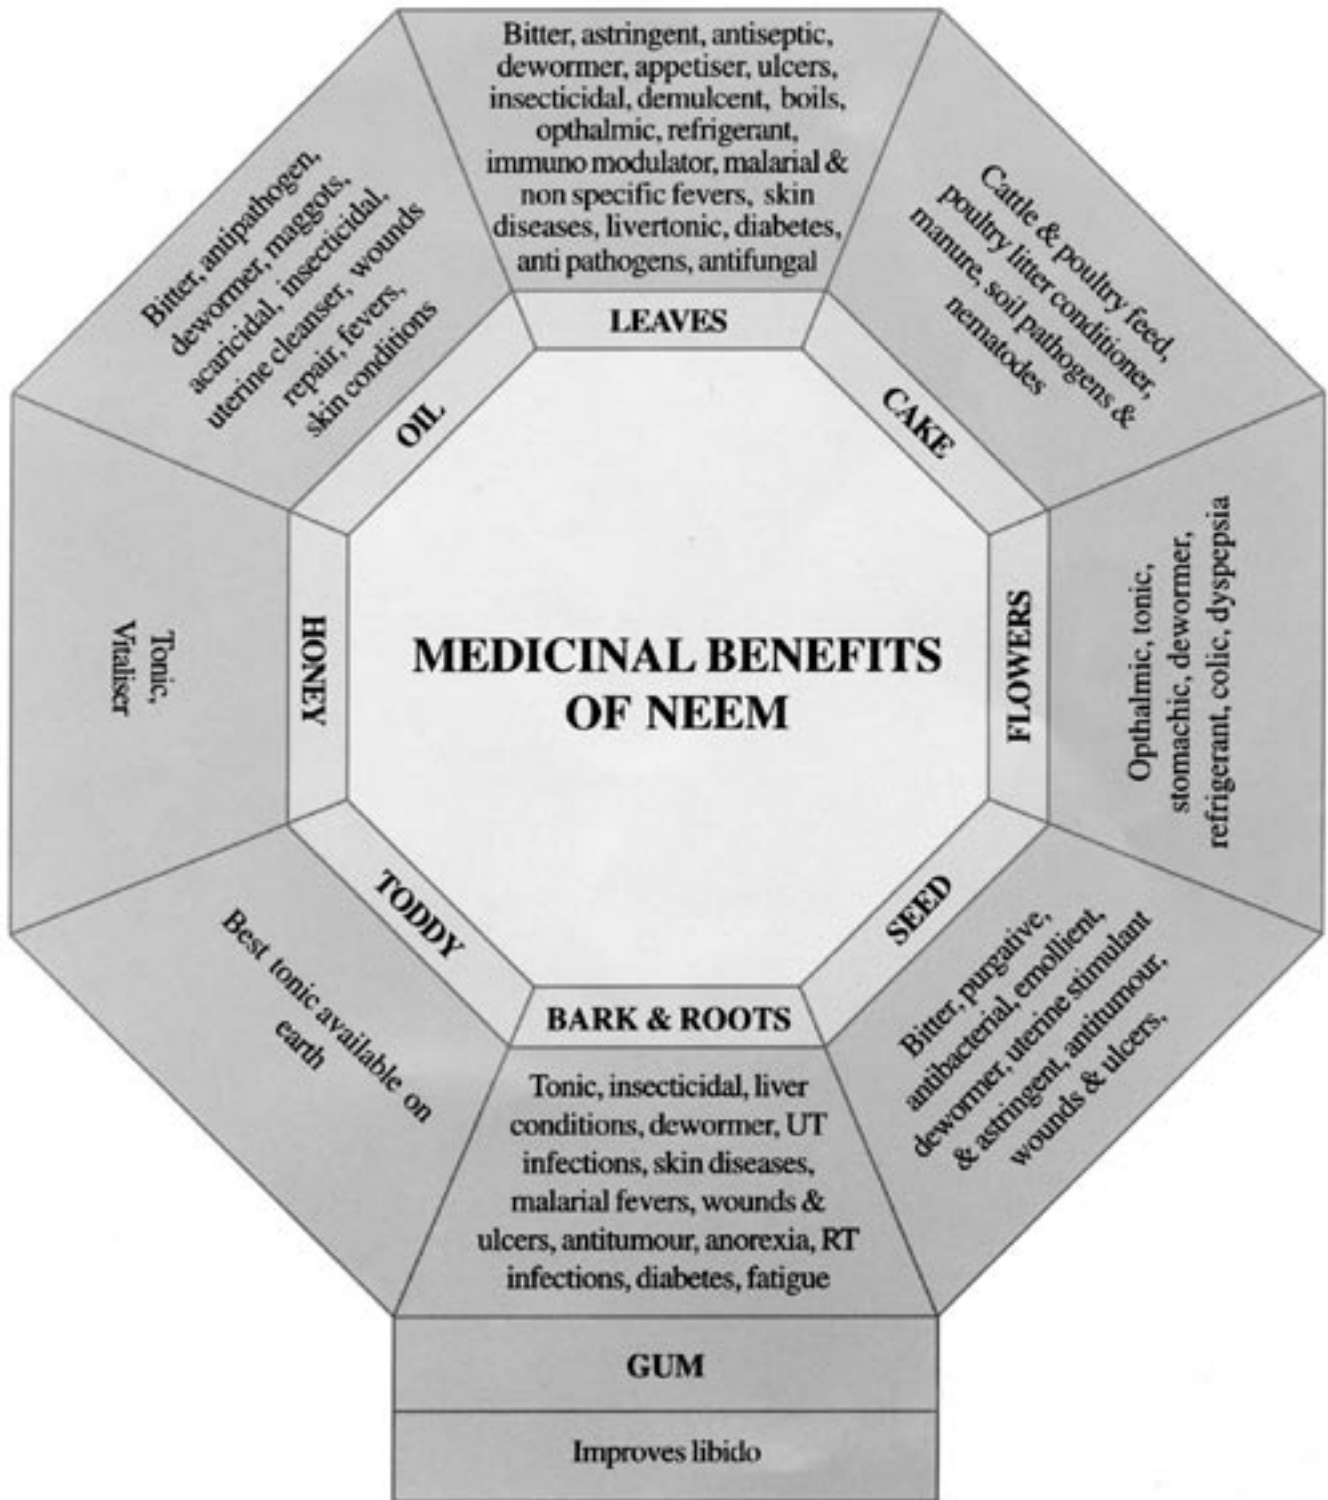 MEDICINAL BENEFITS
OF NEEM
LEAVES
Bitter, astringent, antiseptic,
dewormer, appetiser, ulcers,
insecticidal, demulcent, boils,
opthalmic, refrigerant,
immuno modulator, malarial &
non specific fevers, skin
diseases, livertonic, diabetes,
anti pathogens, antifungal
CAKE
Cattle & poultry feed,
poultry litter conditioner,
manure, soil pathogens &
nematodes
FLOWERS
Opthalmic, tonic,
stomachic, dewormer,
refrigerant, colic, dyspepsia
SEED
Bitter, purgative,
antibacterial, emollient,
dewormer, uterine stimulant
& astringent, antitumour,
wounds & ulcers,
BARK & ROOTS
Tonic, insecticidal, liver
conditions, dewormer, UT
infections, skin diseases,
malarial fevers, wounds &
ulcers, antitumour, anorexia, RT
infections, diabetes, fatigue
GUM
Improves libido
TODDY
Best tonic available on
earth
HONEY
Tonic,
Vitaliser
OIL
Bitter, antipathogen,
dewormer, maggots,
acaricidal, insecticidal,
uterine cleanser, wounds
repair, fevers,
skin conditions